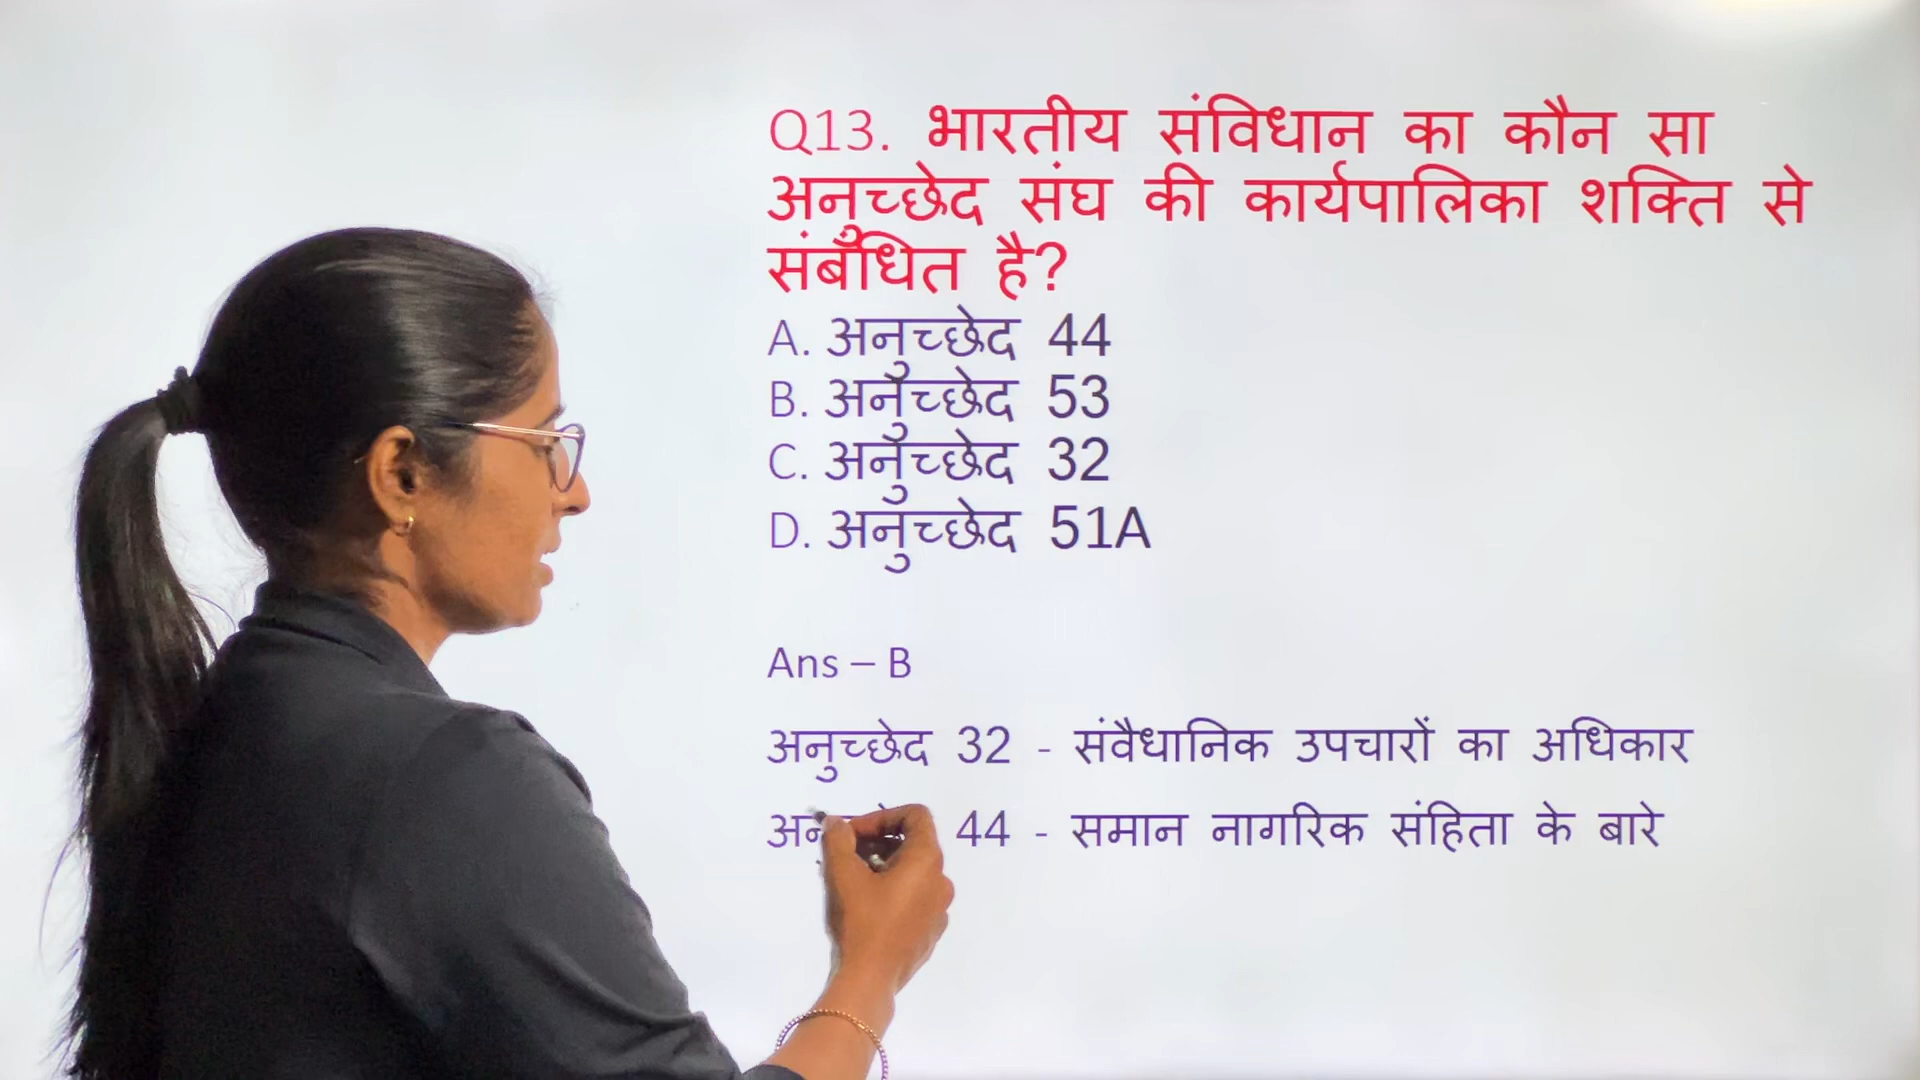 Q13. भारतीय संविधान का कौन सा
अनुच्छेद संघ की कार्यपालिका शक्ति से
संबंधित है?
A. अनुच्छेद 44
B. अनुच्छेद 53
C. अनुच्छेद 32
D. अनुच्छेद 51A
Ans – B
अनुच्छेद 32 - संवैधानिक उपचारों का अधिकार
44 - समान नागरिक संहिता के बारे